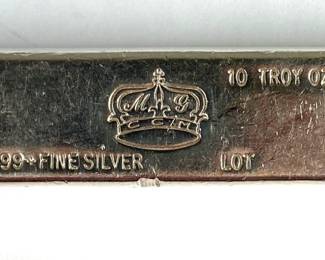 M G
10 TROY OZ
99+ FINE SILVER
LOT